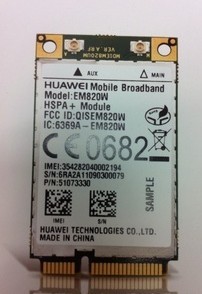 AUX MAIN
HUAWEI Mobile Broadband
Model:EM820W
HSPA+ Module
FCC ID:QISEM820W
IC:6369A-EM820W
CE0682
IMEI:354282040002194
S/N:6RA2A11090300079
P/N:51073330
SAMPLE
IMEI S/N
HUAWEI TECHNOLOGIES CO.,LTD.
MADE IN CHINA